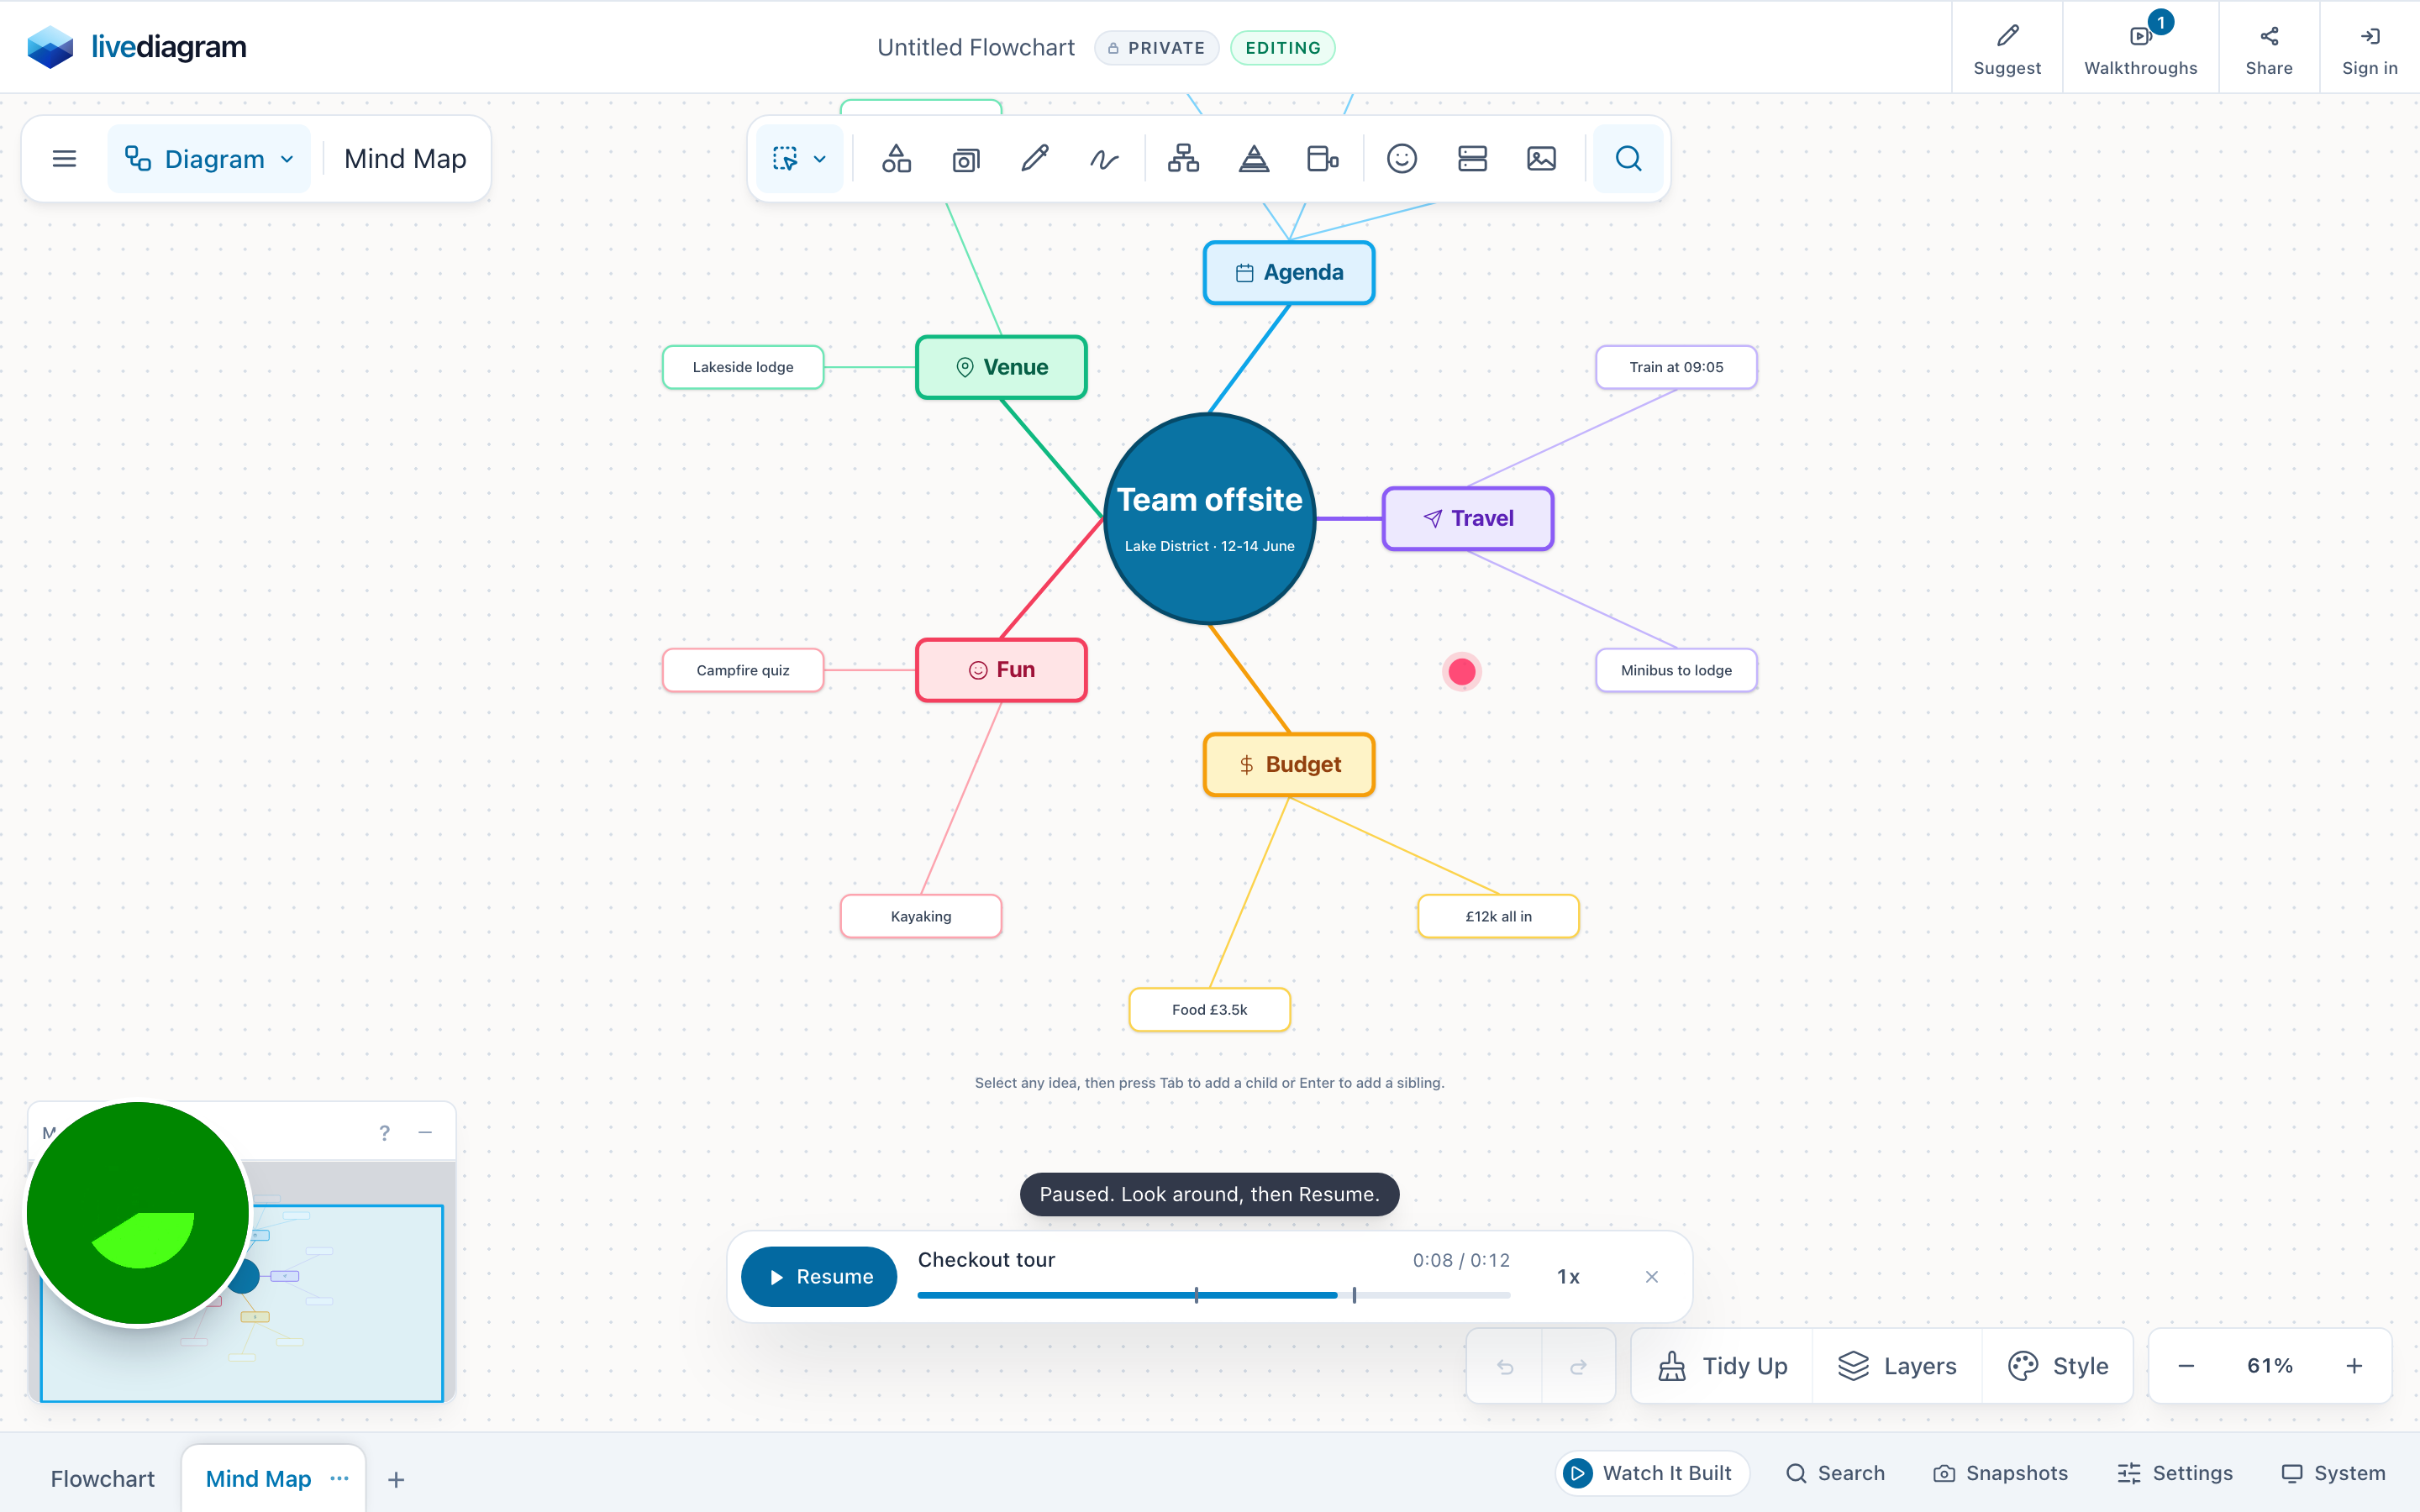 livediagram
Untitled Flowchart
PRIVATE
EDITING
Suggest
1
Walkthroughs
Share
Sign in
Diagram
Mind Map
Agenda
Venue
Lakeside lodge
Train at 09:05
Team offsite
Lake District · 12-14 June
Travel
Campfire quiz
Fun
Minibus to lodge
Budget
Kayaking
£12k all in
Food £3.5k
Select any idea, then press Tab to add a child or Enter to add a sibling.
?
Paused. Look around, then Resume.
Resume
Checkout tour
0:08 / 0:12
1x
Tidy Up
Layers
Style
61%
Flowchart
Mind Map
Watch It Built
Search
Snapshots
Settings
System